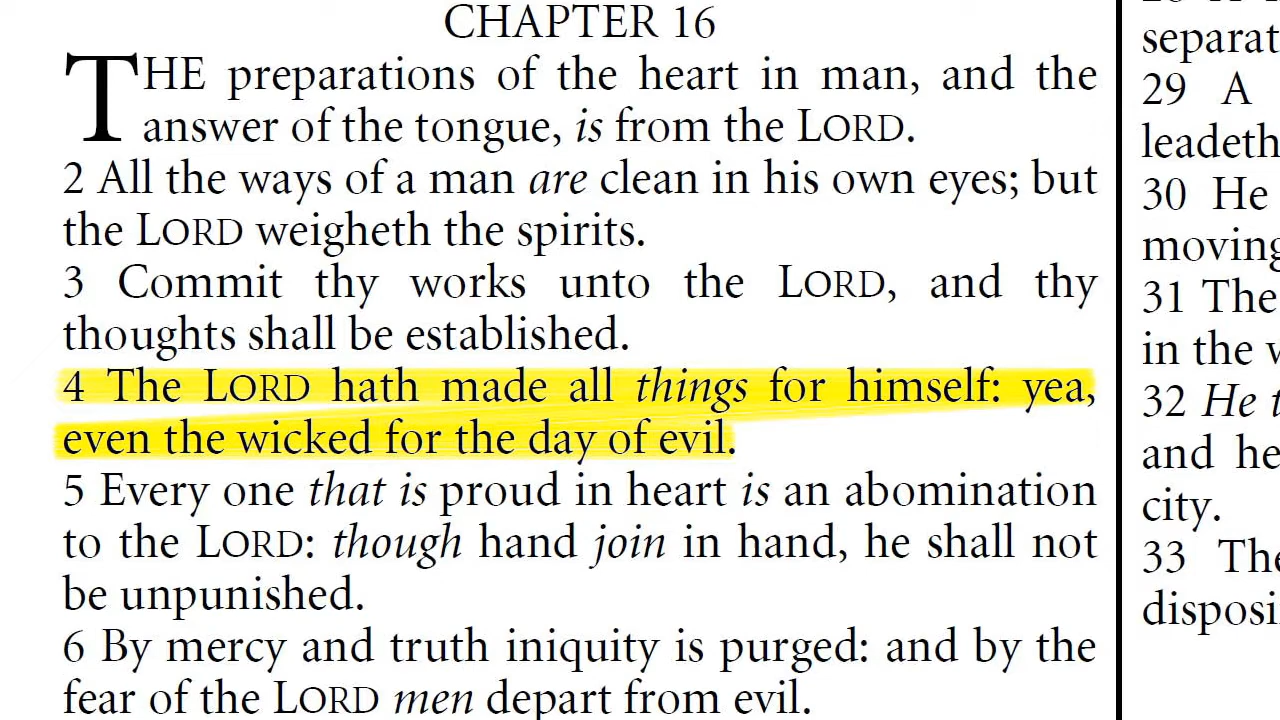 CHAPTER 16
THE preparations of the heart in man, and the
answer of the tongue, is from the LORD.
2 All the ways of a man are clean in his own eyes; but
the LORD weigheth the spirits.
3 Commit thy works unto the LORD, and thy
thoughts shall be established.
4 The LORD hath made all things for himself: yea,
even the wicked for the day of evil.
5 Every one that is proud in heart is an abomination
to the LORD: though hand join in hand, he shall not
be unpunished.
6 By mercy and truth iniquity is purged: and by the
fear of the LORD men depart from evil.
separat
29 A
leadeth
30 He
moving
31 The
in the w
32 He t
and he
city.
33 The
disposi